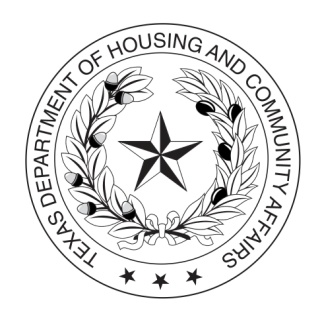 TEXAS DEPARTMENT OF HOUSING AND COMMUNITY AFFAIRS